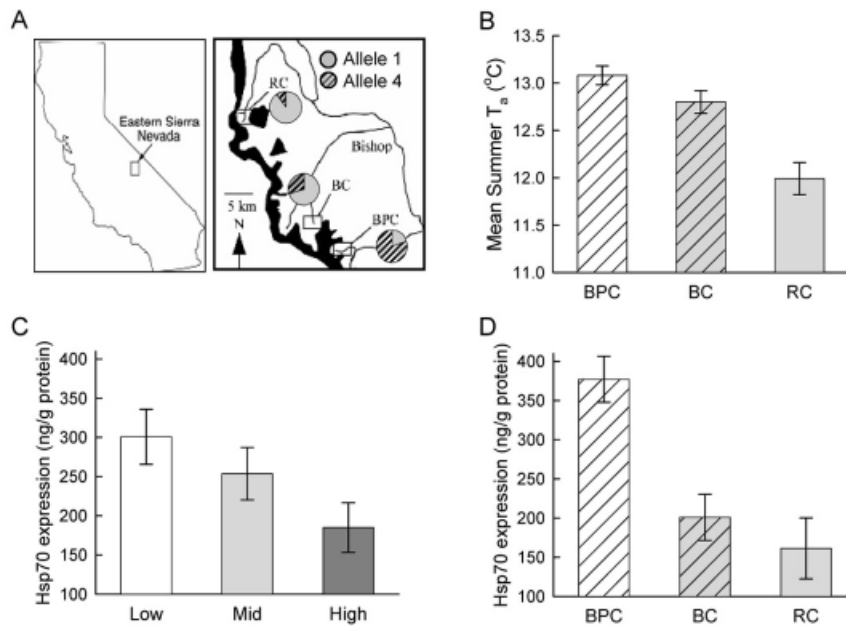 A
Eastern Sierra
Nevada
Allele 1
Allele 4
RC
Bishop
BC
5 km
N
BPC
B
Mean Summer Tₐ (°C)
13.5
13.0
12.5
12.0
11.5
11.0
BPC BC RC
C
Hsp70 expression (ng/g protein)
400
350
300
250
200
150
100
Low Mid High
D
Hsp70 expression (ng/g protein)
400
350
300
250
200
150
100
BPC BC RC